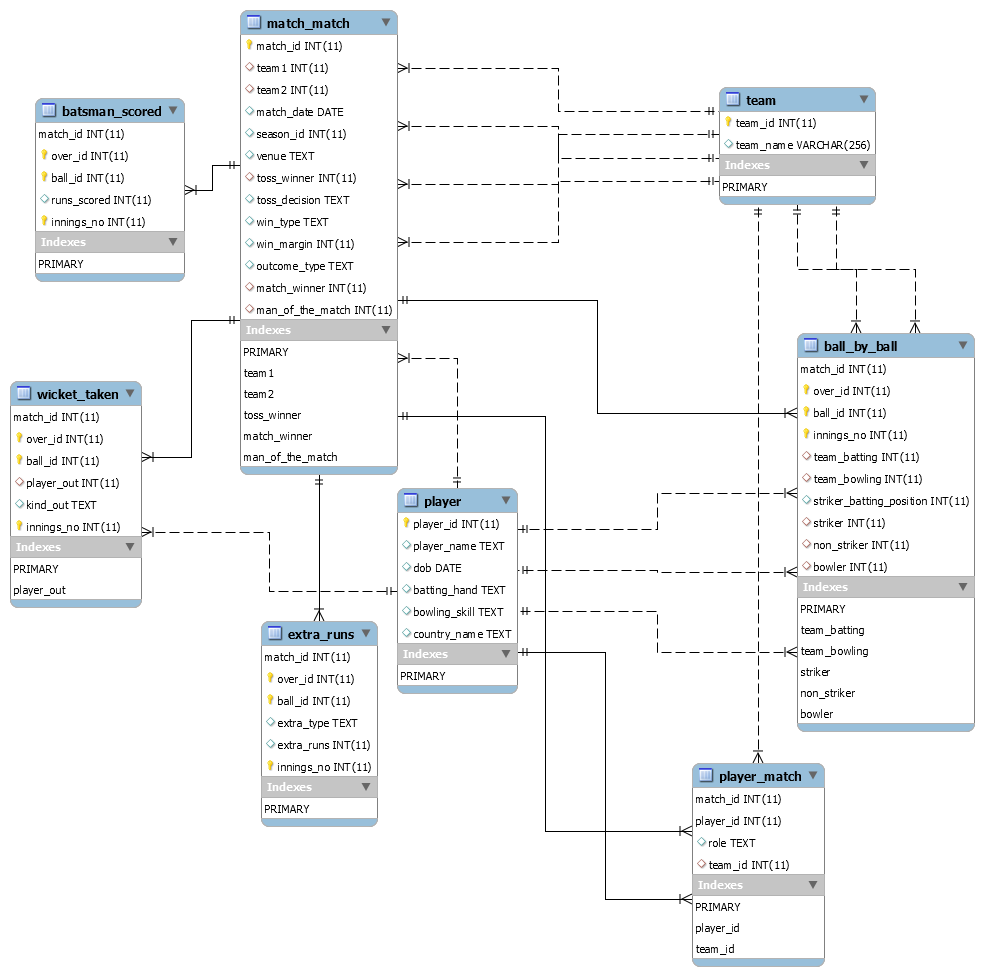 match_match
match_id INT(11)
team1 INT(11)
team2 INT(11)
match_date DATE
season_id INT(11)
venue TEXT
toss_winner INT(11)
toss_decision TEXT
win_type TEXT
win_margin INT(11)
outcome_type TEXT
match_winner INT(11)
man_of_the_match INT(11)
Indexes
PRIMARY
team1
team2
toss_winner
match_winner
man_of_the_match
team
team_id INT(11)
team_name VARCHAR(256)
Indexes
PRIMARY
batsman_scored
match_id INT(11)
over_id INT(11)
ball_id INT(11)
runs_scored INT(11)
innings_no INT(11)
Indexes
PRIMARY
ball_by_ball
match_id INT(11)
over_id INT(11)
ball_id INT(11)
innings_no INT(11)
team_batting INT(11)
team_bowling INT(11)
striker_batting_position INT(11)
striker INT(11)
non_striker INT(11)
bowler INT(11)
Indexes
PRIMARY
team_batting
team_bowling
striker
non_striker
bowler
wicket_taken
match_id INT(11)
over_id INT(11)
ball_id INT(11)
player_out INT(11)
kind_out TEXT
innings_no INT(11)
Indexes
PRIMARY
player_out
player
player_id INT(11)
player_name TEXT
dob DATE
batting_hand TEXT
bowling_skill TEXT
country_name TEXT
Indexes
PRIMARY
extra_runs
match_id INT(11)
over_id INT(11)
ball_id INT(11)
extra_type TEXT
extra_runs INT(11)
innings_no INT(11)
Indexes
PRIMARY
player_match
match_id INT(11)
player_id INT(11)
role TEXT
team_id INT(11)
Indexes
PRIMARY
player_id
team_id